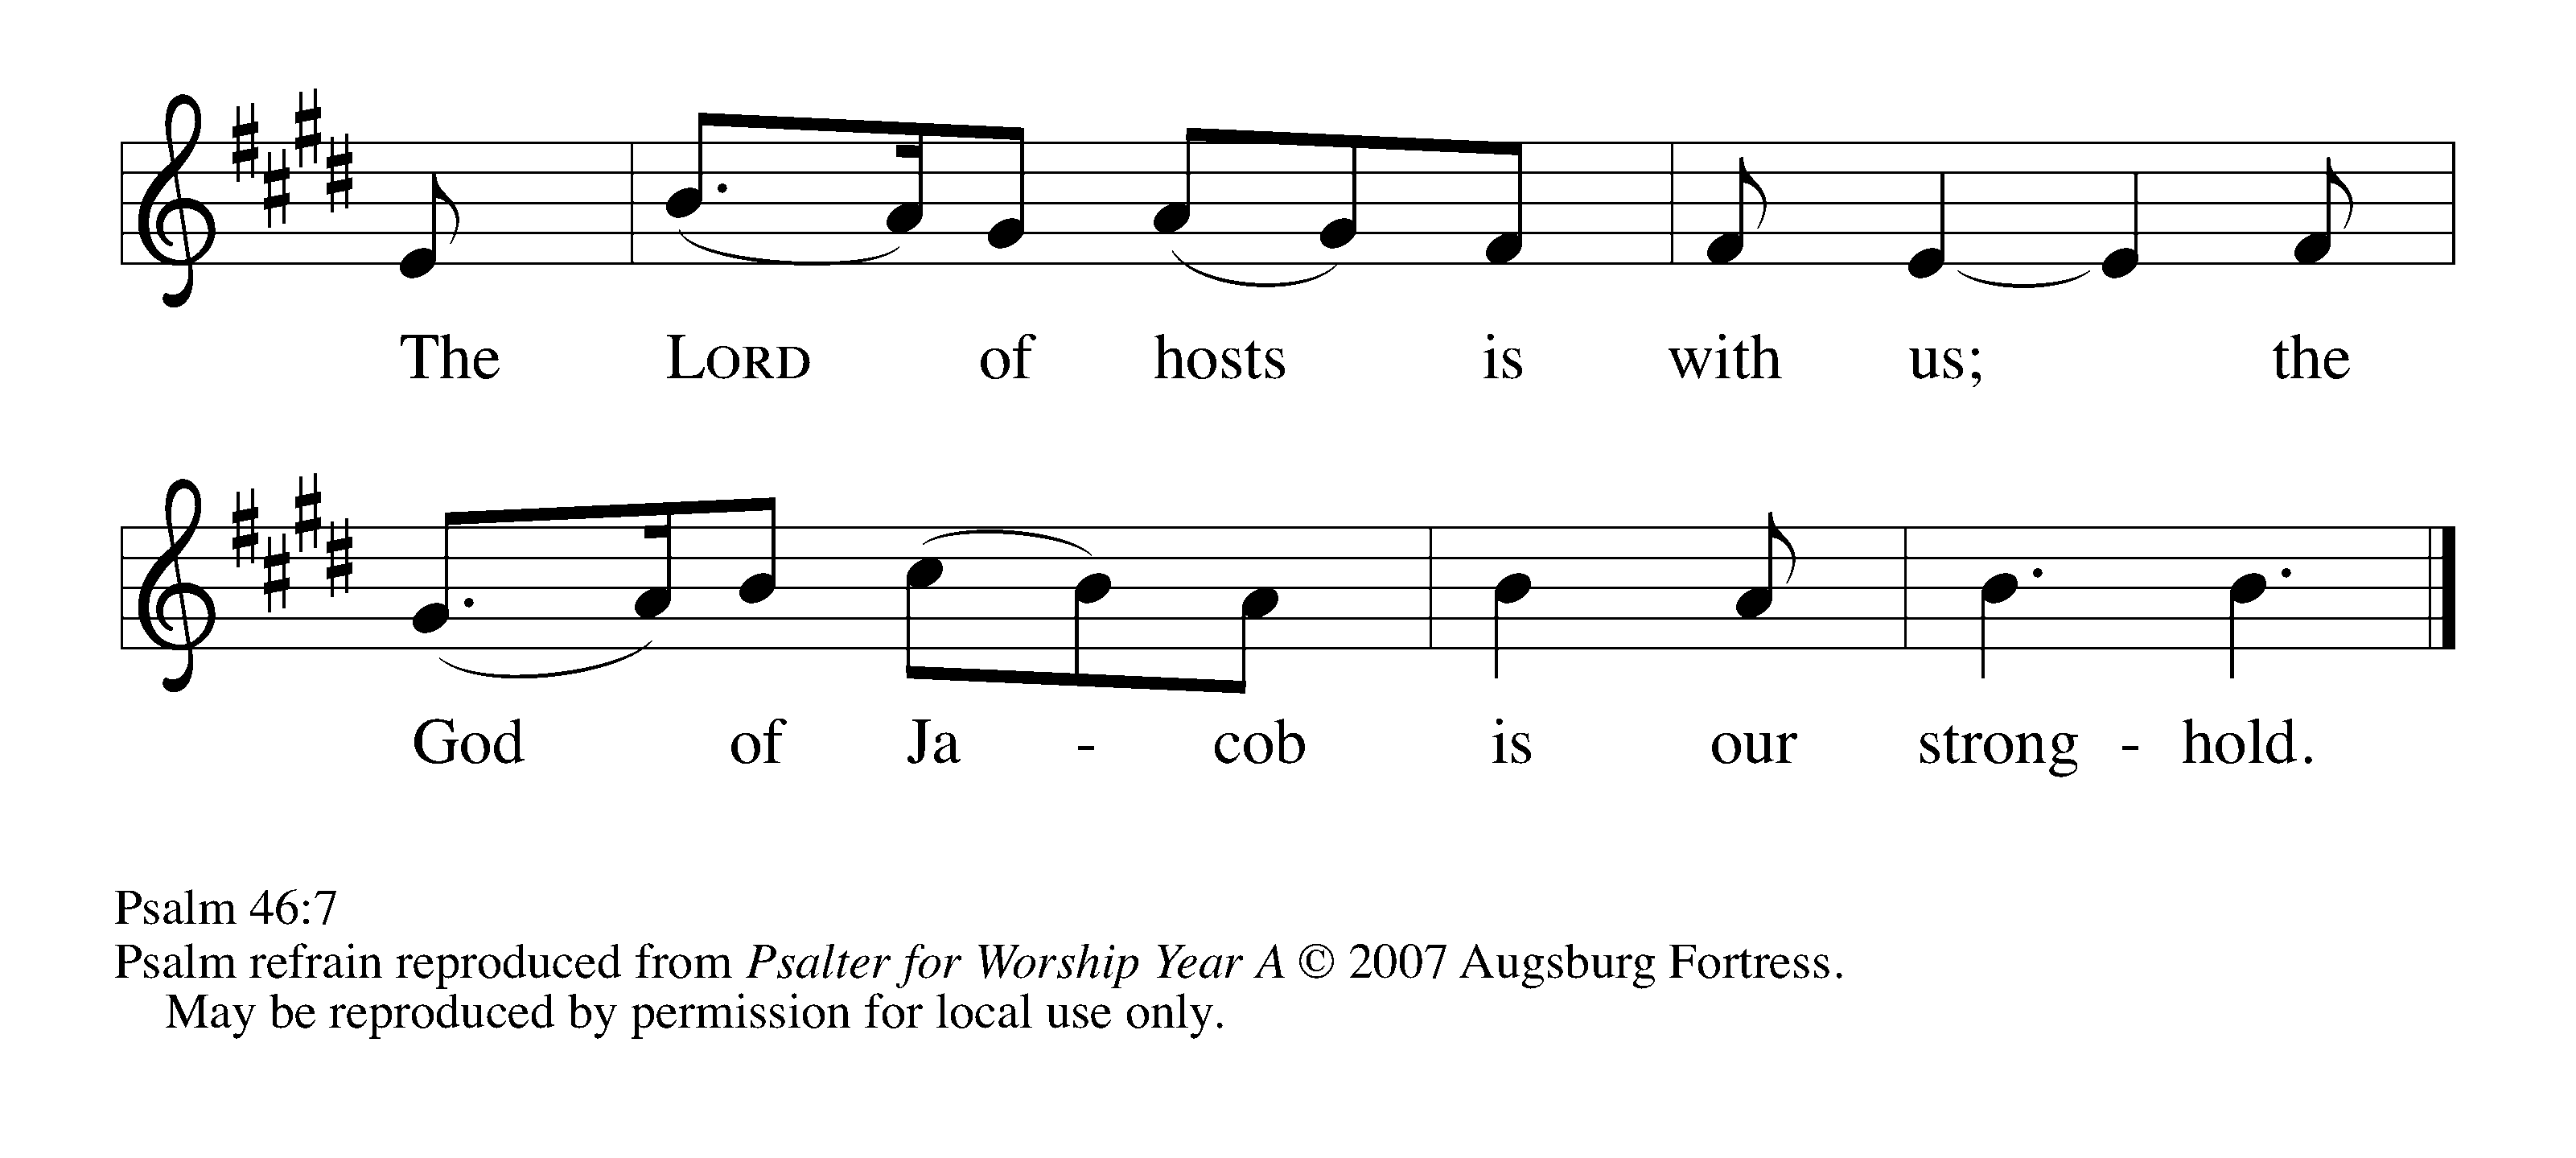 The LORD of hosts is with us; the
God of Ja - cob is our strong - hold.
Psalm 46:7
Psalm refrain reproduced from Psalter for Worship Year A © 2007 Augsburg Fortress.
May be reproduced by permission for local use only.